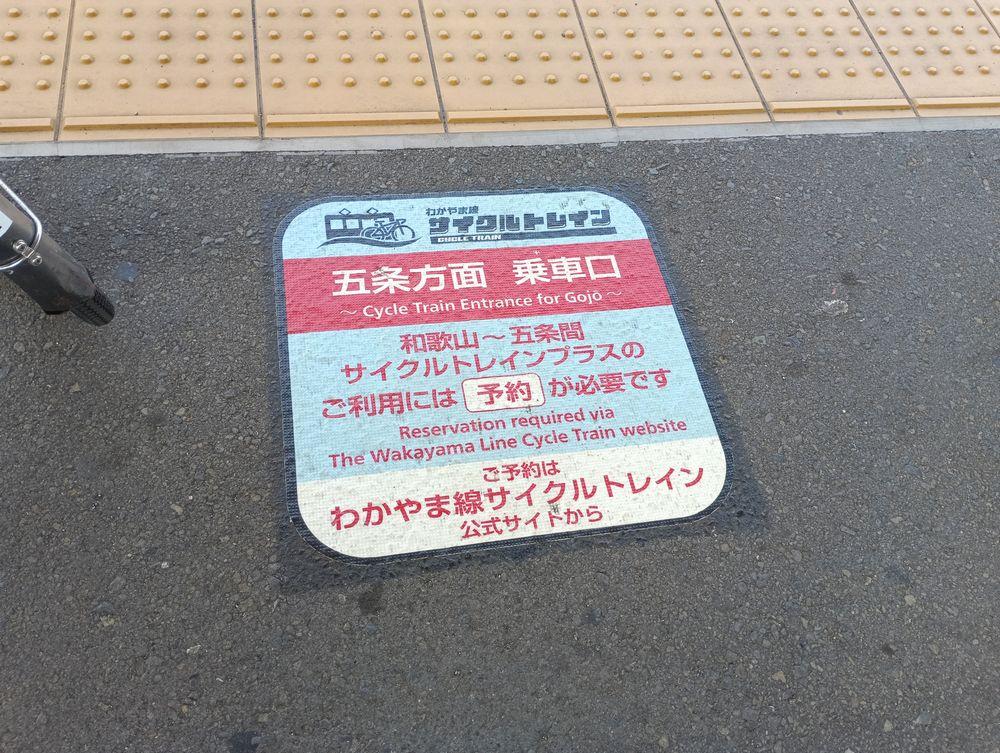 わかやま線
サイクルトレイン
CYCLE TRAIN
五条方面 乗車口
～ Cycle Train Entrance for Gojō ～
和歌山～五条間
サイクルトレインプラスの
ご利用には 予約 が必要です
Reservation required via
The Wakayama Line Cycle Train website
ご予約は
わかやま線サイクルトレイン
公式サイトから